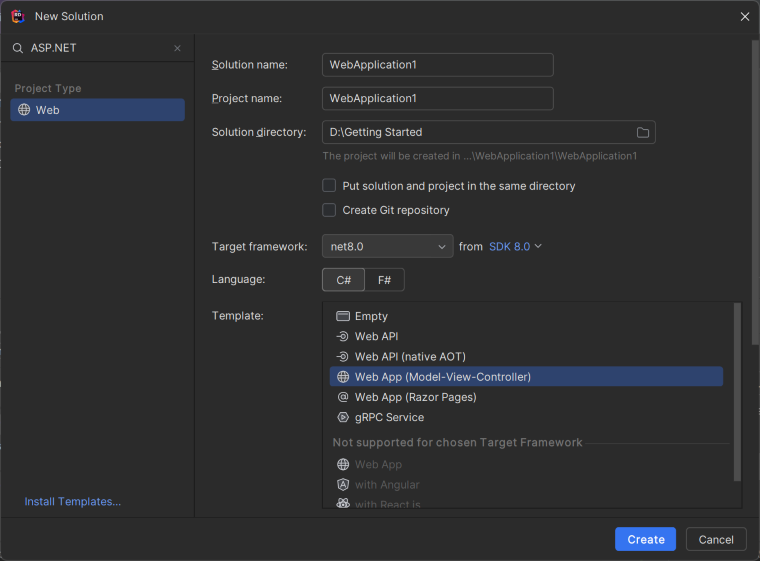 New Solution
ASP.NET
Project Type
Web
Install Templates...
Solution name: WebApplication1
Project name: WebApplication1
Solution directory: D:\Getting Started
The project will be created in ...\WebApplication1\WebApplication1
Put solution and project in the same directory
Create Git repository
Target framework: net8.0 from SDK 8.0
Language: C# F#
Template:
Empty
Web API
Web API (native AOT)
Web App (Model-View-Controller)
Web App (Razor Pages)
gRPC Service
Not supported for chosen Target Framework
Web App
with Angular
with React.js
Create Cancel